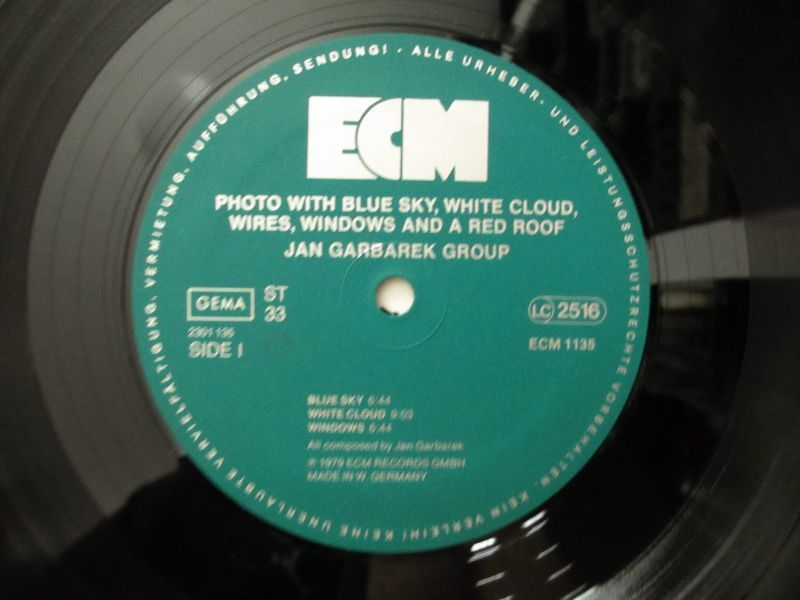 ECM
PHOTO WITH BLUE SKY, WHITE CLOUD,
WIRES, WINDOWS AND A RED ROOF
JAN GARBAREK GROUP
GEMA
ST
33
LC 2516
2301 135
SIDE I
ECM 1135
BLUE SKY 6:44
WHITE CLOUD 9:03
WINDOWS 6:44
All composed by Jan Garbarek
℗ 1979 ECM RECORDS GMBH
MADE IN W. GERMANY
ALLE URHEBER- UND LEISTUNGSSCHUTZRECHTE VORBEHALTEN. KEIN VERLEIH! KEINE UNERLAUBTE VERVIELFÄLTIGUNG, VERMIETUNG, AUFFÜHRUNG, SENDUNG! -